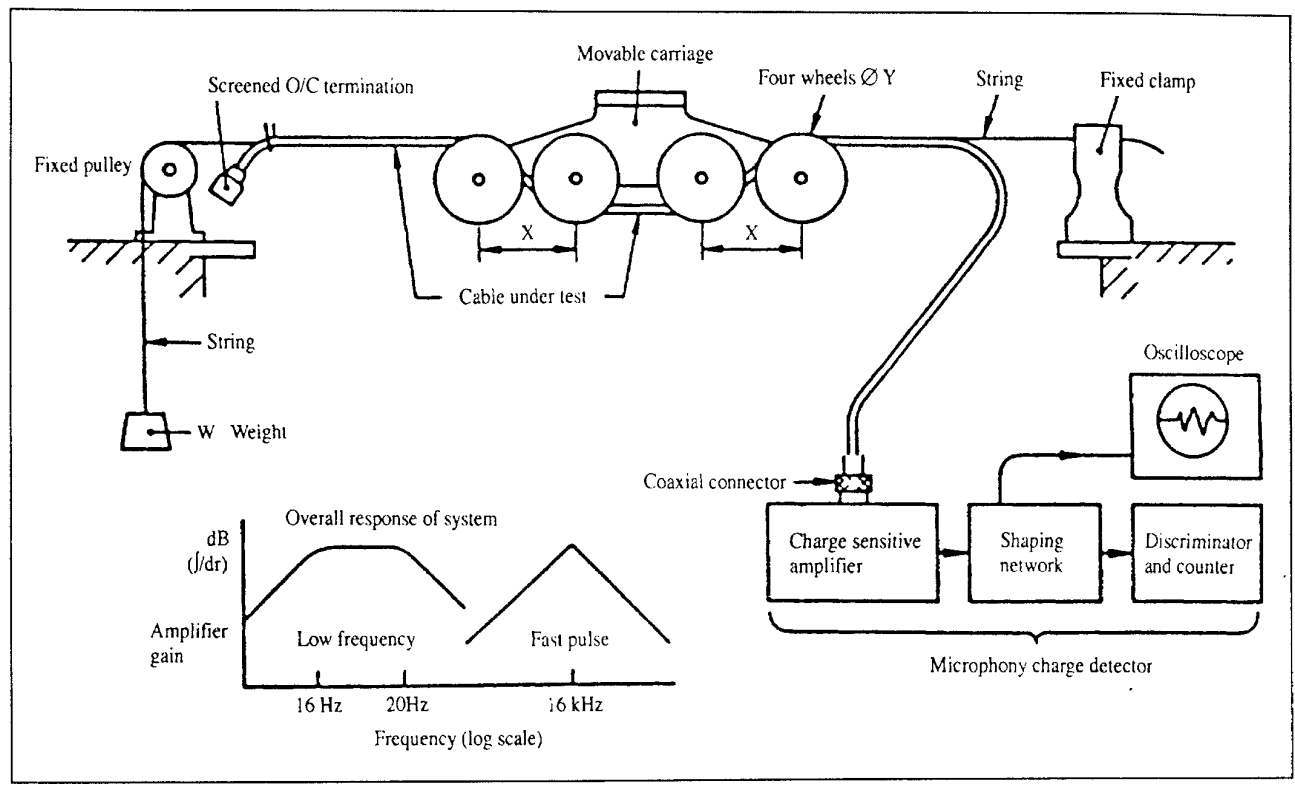 Movable carriage
Screened O/C termination
Four wheels Ø Y
String
Fixed clamp
Fixed pulley
X
X
Cable under test
String
W Weight
Oscilloscope
Coaxial connector
Charge sensitive
amplifier
Shaping
network
Discriminator
and counter
Microphony charge detector
Overall response of system
dB
(∫/dr)
Amplifier
gain
Low frequency
Fast pulse
16 Hz
20Hz
16 kHz
Frequency (log scale)